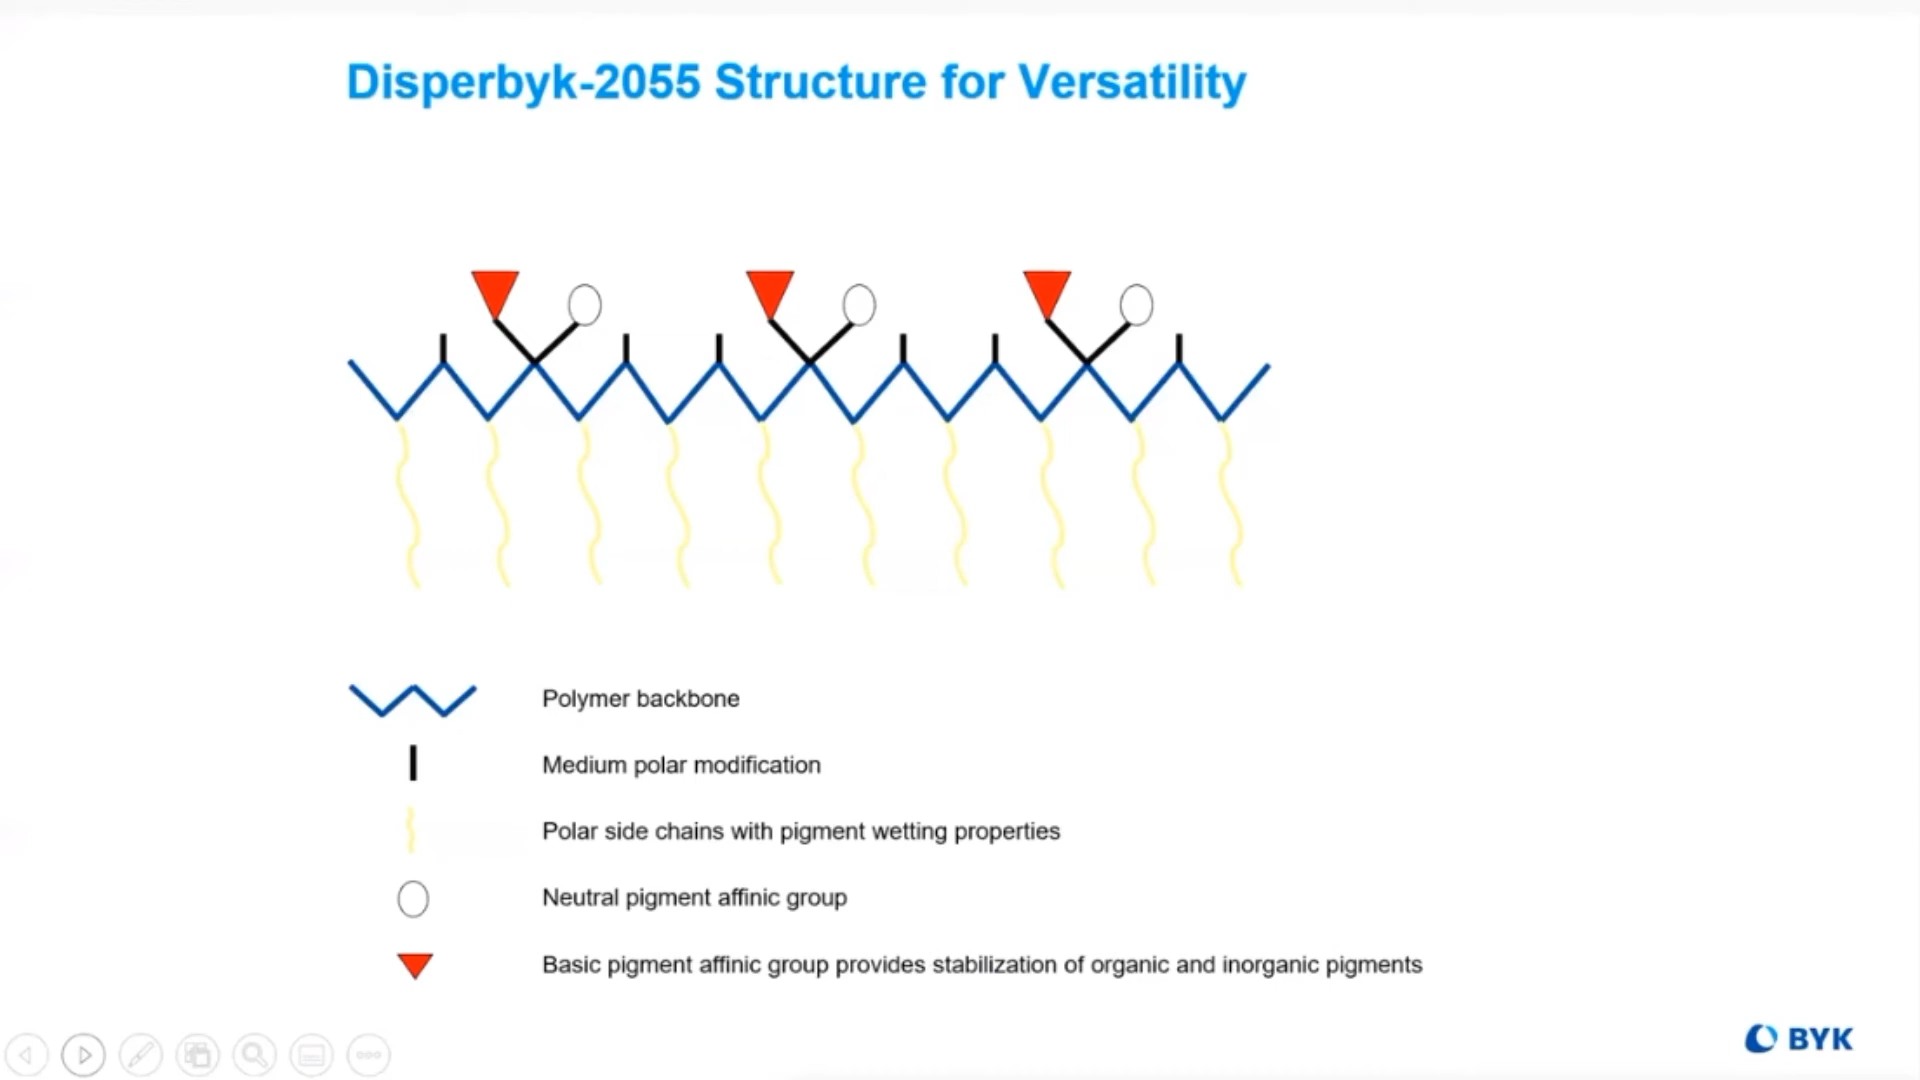 Disperbyk-2055 Structure for Versatility
Polymer backbone
Medium polar modification
Polar side chains with pigment wetting properties
Neutral pigment affinic group
Basic pigment affinic group provides stabilization of organic and inorganic pigments
BYK